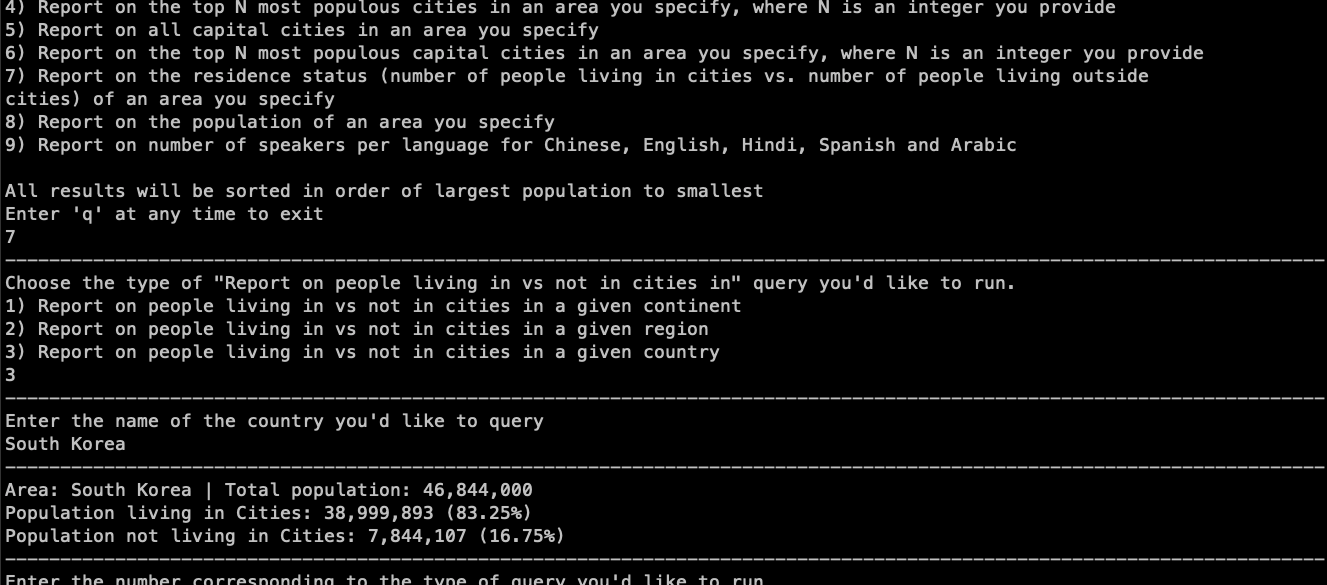 4) Report on the top N most populous cities in an area you specify, where N is an integer you provide
5) Report on all capital cities in an area you specify
6) Report on the top N most populous capital cities in an area you specify, where N is an integer you provide
7) Report on the residence status (number of people living in cities vs. number of people living outside
cities) of an area you specify
8) Report on the population of an area you specify
9) Report on number of speakers per language for Chinese, English, Hindi, Spanish and Arabic
All results will be sorted in order of largest population to smallest
Enter 'q' at any time to exit
7
Choose the type of "Report on people living in vs not in cities in" query you'd like to run.
1) Report on people living in vs not in cities in a given continent
2) Report on people living in vs not in cities in a given region
3) Report on people living in vs not in cities in a given country
3
Enter the name of the country you'd like to query
South Korea
Area: South Korea | Total population: 46,844,000
Population living in Cities: 38,999,893 (83.25%)
Population not living in Cities: 7,844,107 (16.75%)
Enter the number corresponding to the type of query you'd like to run